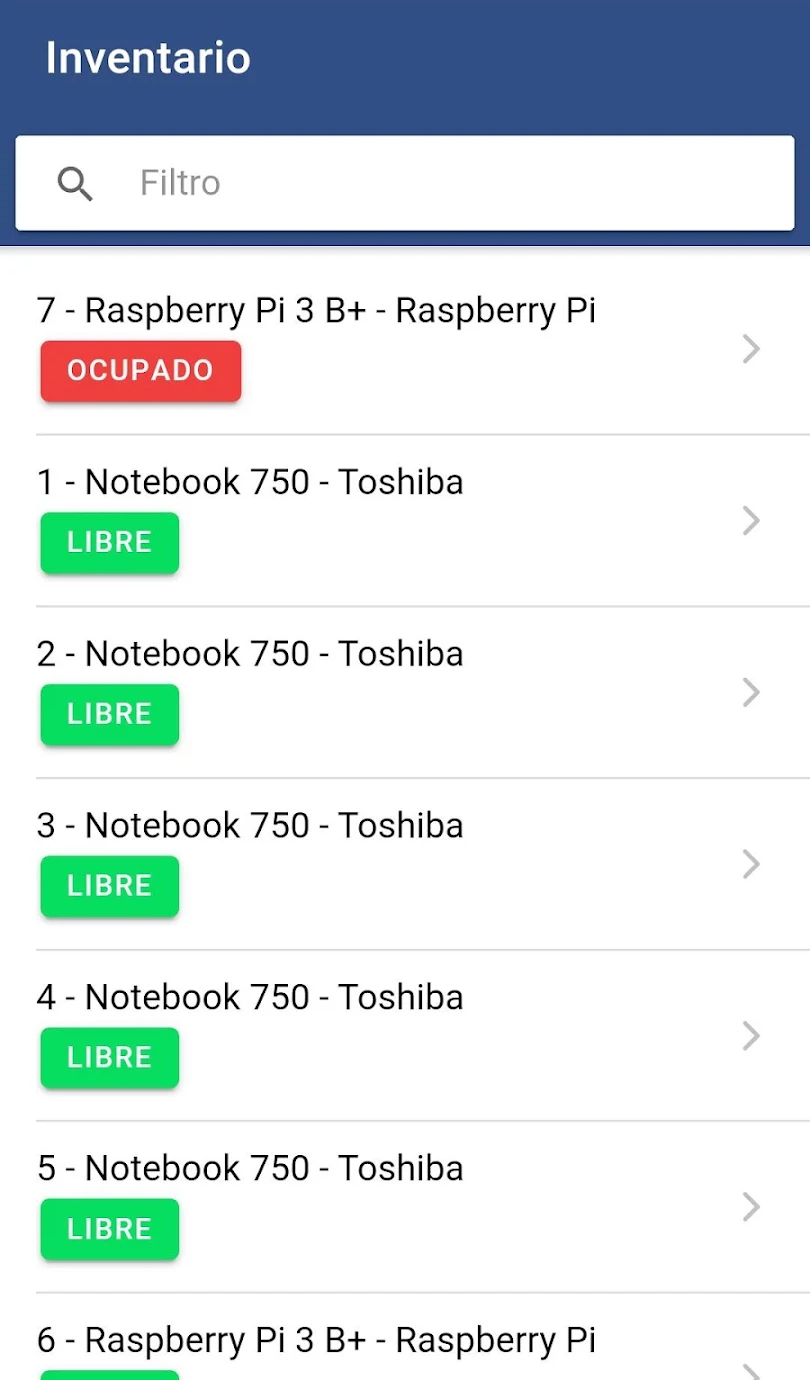 Inventario
Filtro
7 - Raspberry Pi 3 B+ - Raspberry Pi
OCUPADO
1 - Notebook 750 - Toshiba
LIBRE
2 - Notebook 750 - Toshiba
LIBRE
3 - Notebook 750 - Toshiba
LIBRE
4 - Notebook 750 - Toshiba
LIBRE
5 - Notebook 750 - Toshiba
LIBRE
6 - Raspberry Pi 3 B+ - Raspberry Pi